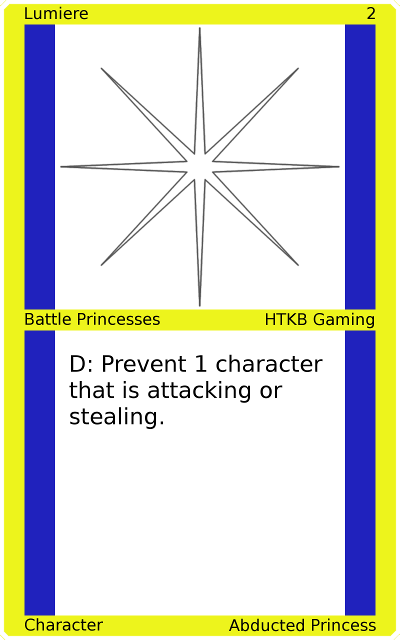 Lumiere 2
Battle Princesses HTKB Gaming
D: Prevent 1 character
that is attacking or
stealing.
Character Abducted Princess